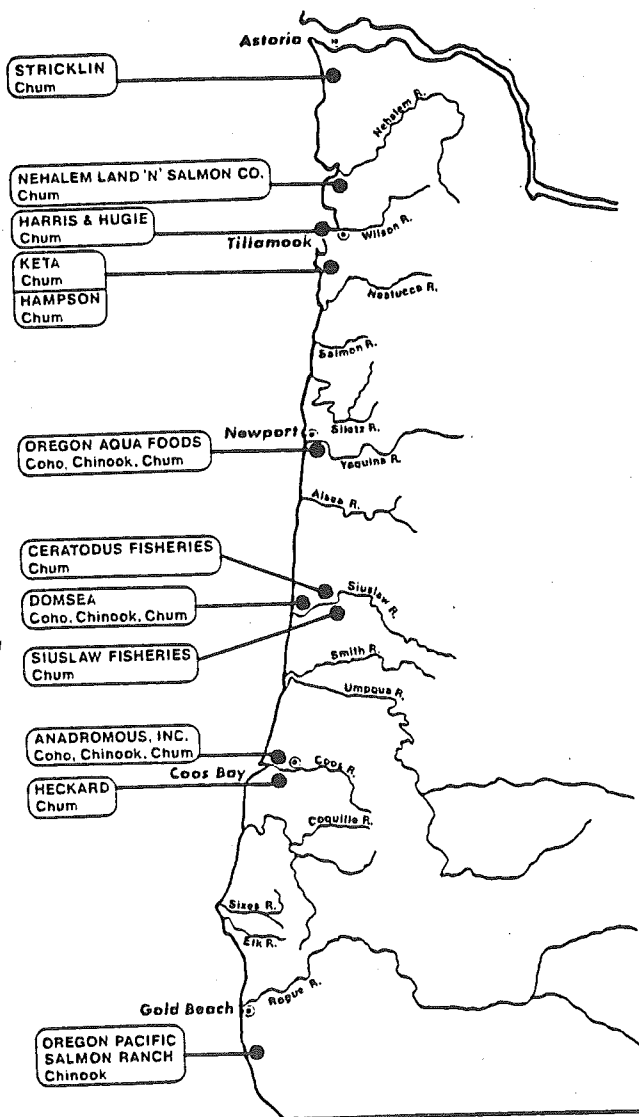 Astoria
STRICKLIN
Chum
Nehalem R.
NEHALEM LAND 'N' SALMON CO.
Chum
HARRIS & HUGIE
Chum
Wilson R.
Tillamook
KETA
Chum
HAMPSON
Chum
Nestucca R.
Salmon R.
Siletz R.
Newport
OREGON AQUA FOODS
Coho, Chinook, Chum
Yaquina R.
Alsea R.
CERATODUS FISHERIES
Chum
Siuslaw R.
DOMSEA
Coho, Chinook, Chum
SIUSLAW FISHERIES
Chum
Smith R.
Umpqua R.
ANADROMOUS, INC.
Coho, Chinook, Chum
Coos R.
Coos Bay
HECKARD
Chum
Coquille R.
Sixes R.
Elk R.
Rogue R.
Gold Beach
OREGON PACIFIC
SALMON RANCH
Chinook